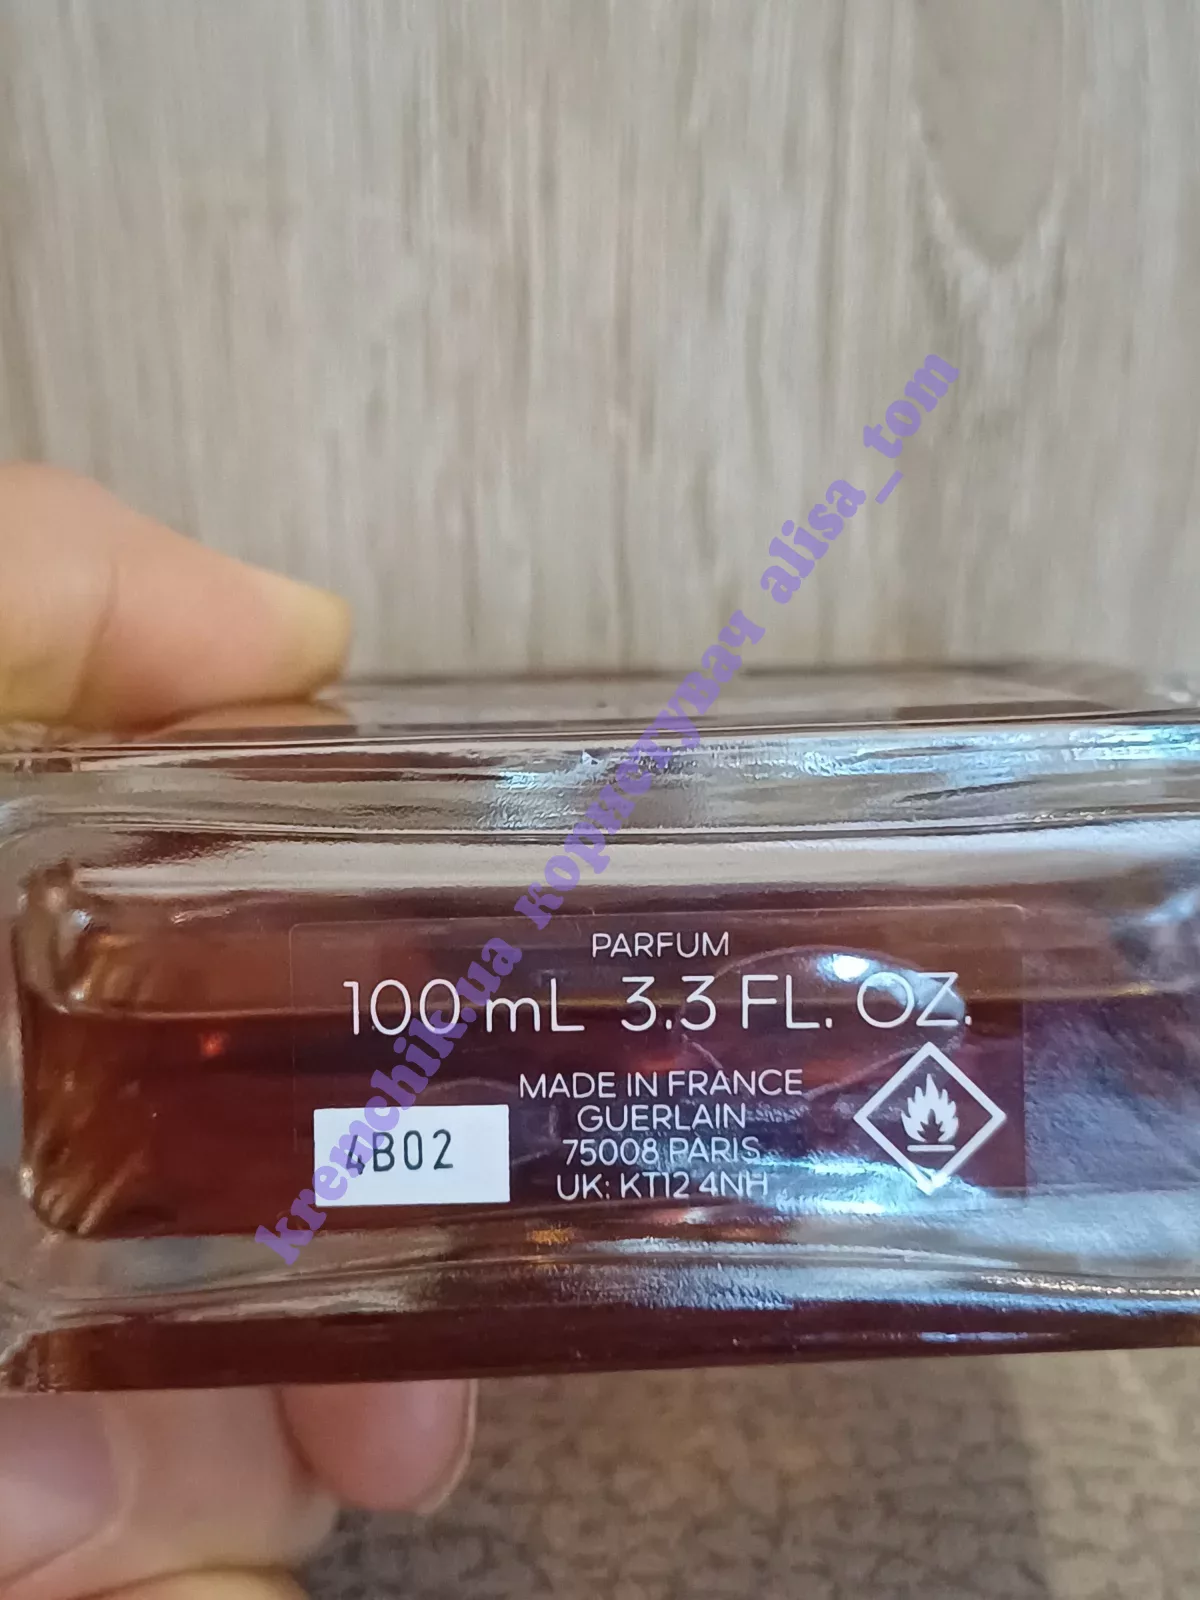 PARFUM
100 mL 3.3 FL. OZ.
MADE IN FRANCE
GUERLAIN
75008 PARIS
UK: KT12 4NH
4B02
kremchik.ua користувач alisa_tom